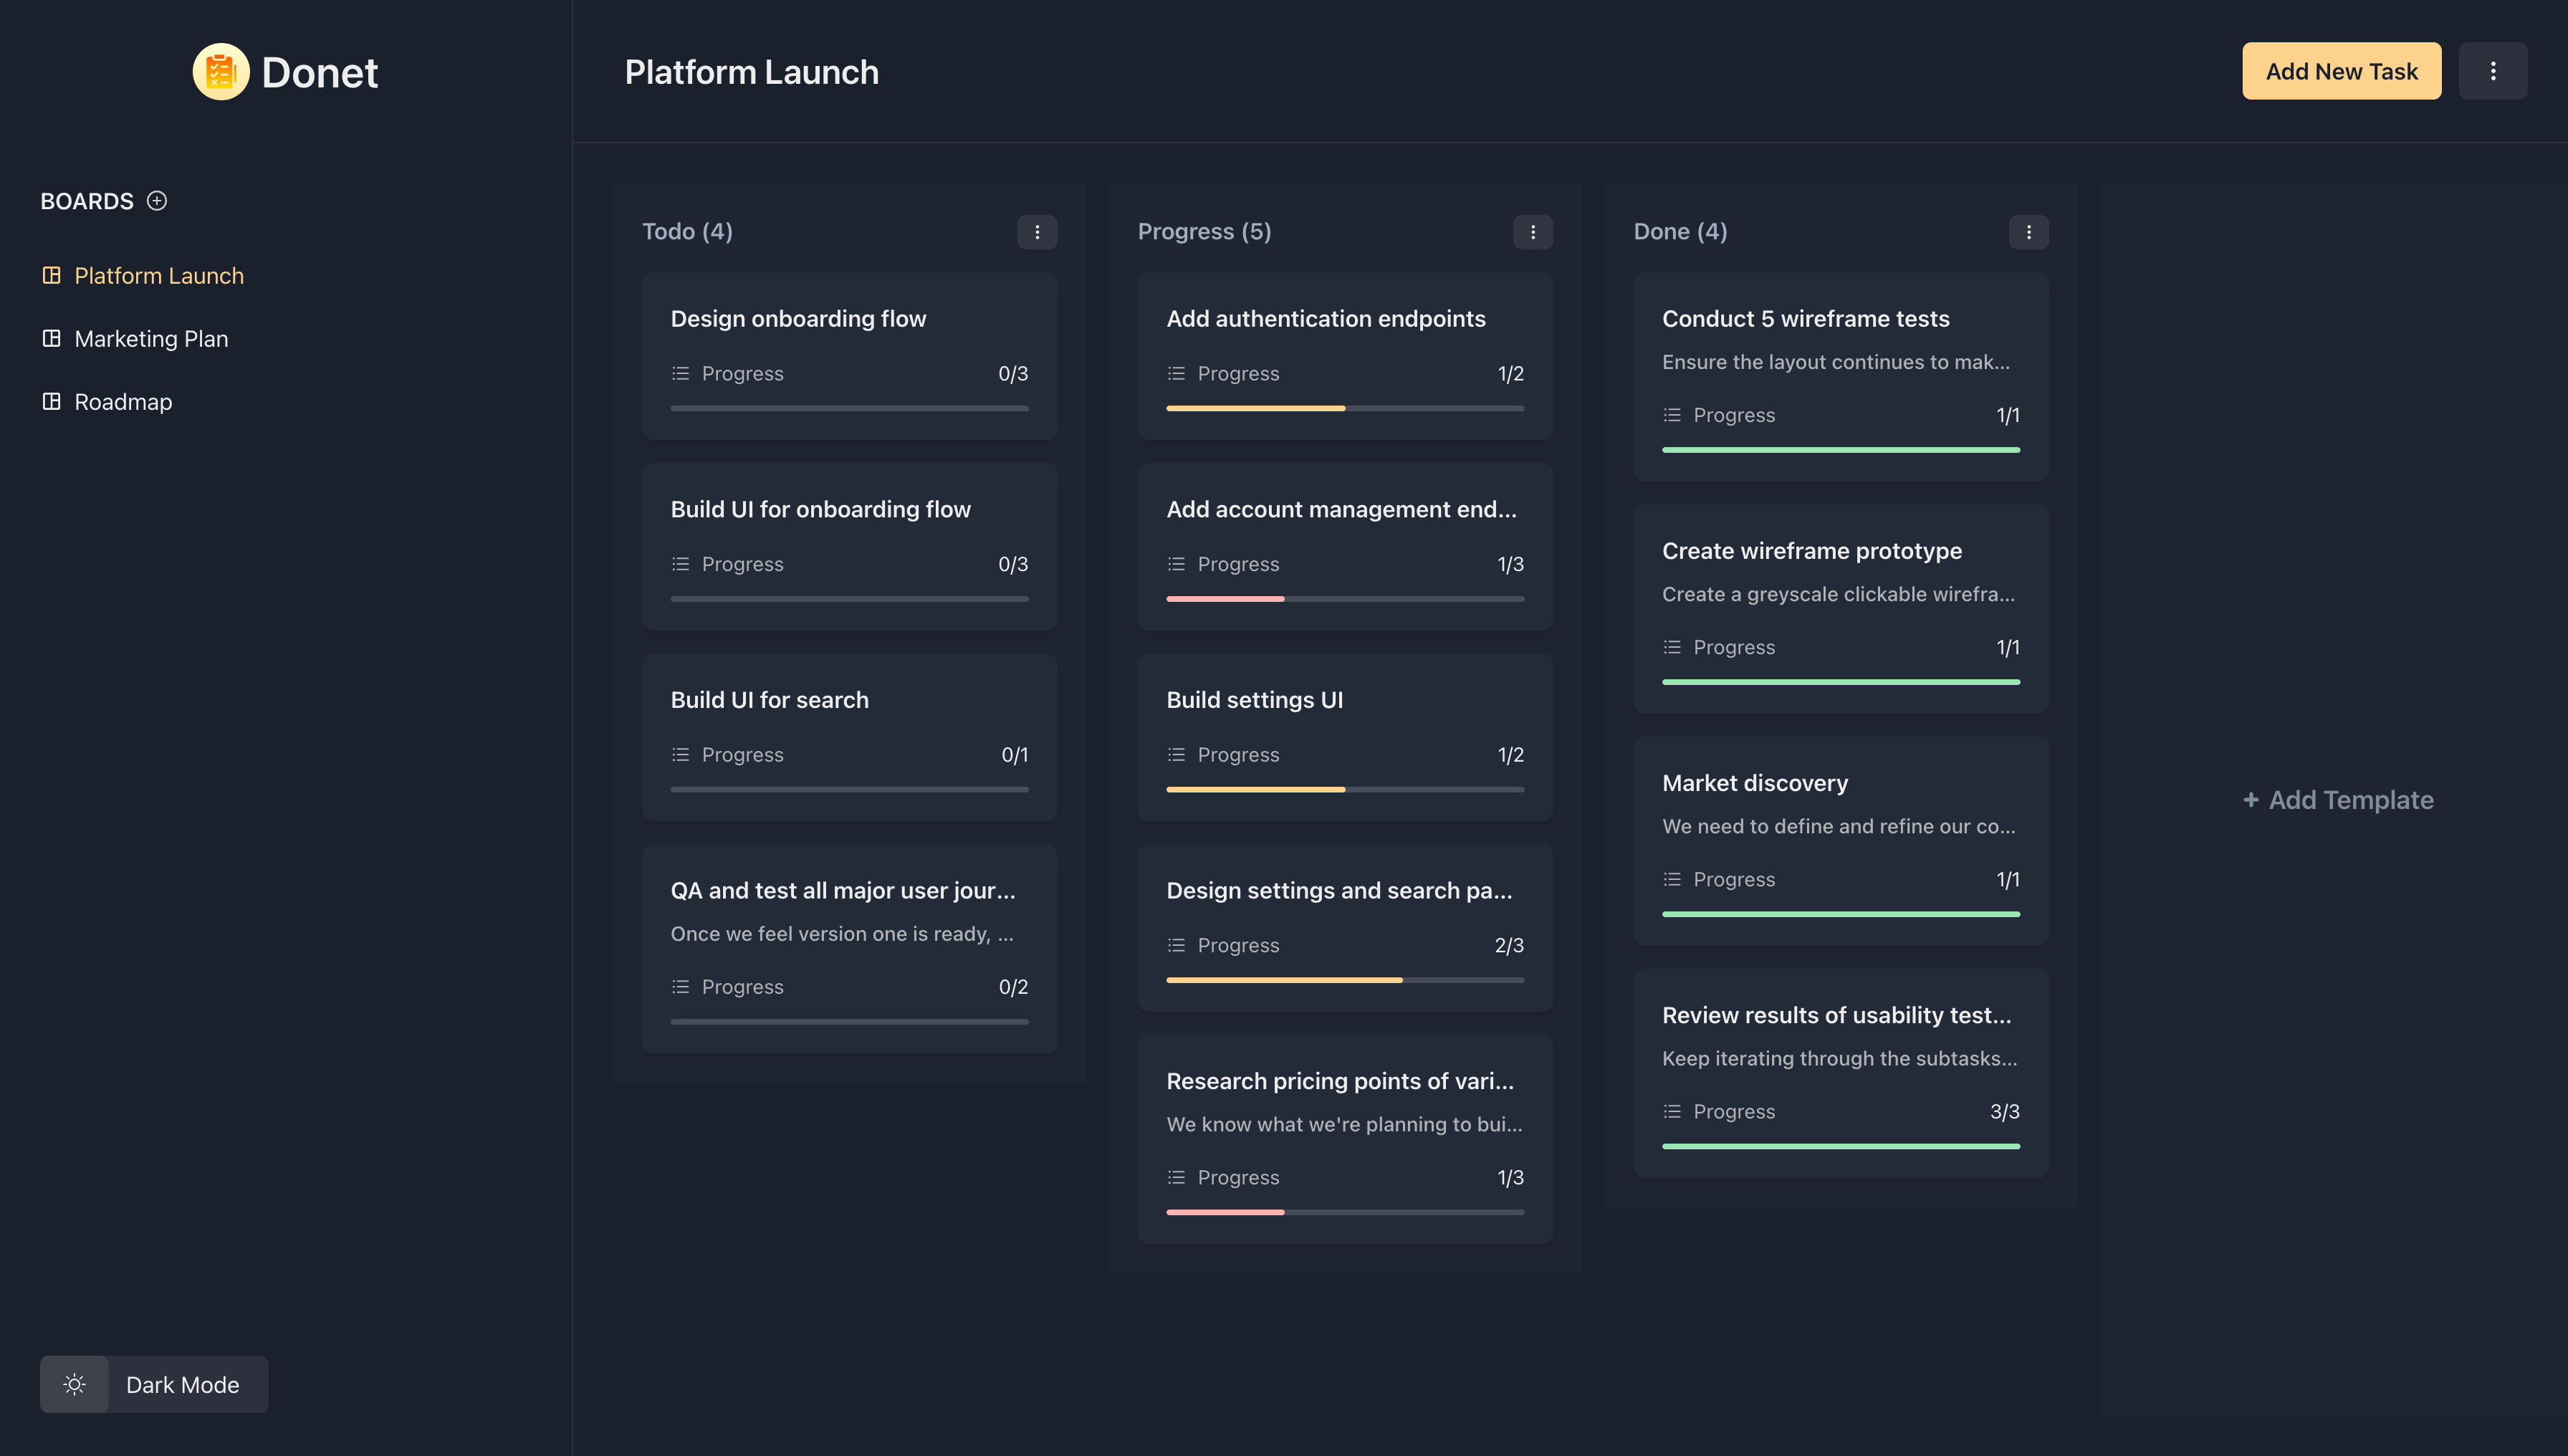 Donet
BOARDS
Platform Launch
Marketing Plan
Roadmap
Dark Mode
Platform Launch
Add New Task
Todo (4)
Design onboarding flow
Progress 0/3
Build UI for onboarding flow
Progress 0/3
Build UI for search
Progress 0/1
QA and test all major user jour...
Once we feel version one is ready, ...
Progress 0/2
Progress (5)
Add authentication endpoints
Progress 1/2
Add account management end...
Progress 1/3
Build settings UI
Progress 1/2
Design settings and search pa...
Progress 2/3
Research pricing points of vari...
We know what we're planning to bui...
Progress 1/3
Done (4)
Conduct 5 wireframe tests
Ensure the layout continues to mak...
Progress 1/1
Create wireframe prototype
Create a greyscale clickable wirefra...
Progress 1/1
Market discovery
We need to define and refine our co...
Progress 1/1
Review results of usability test...
Keep iterating through the subtasks...
Progress 3/3
+ Add Template